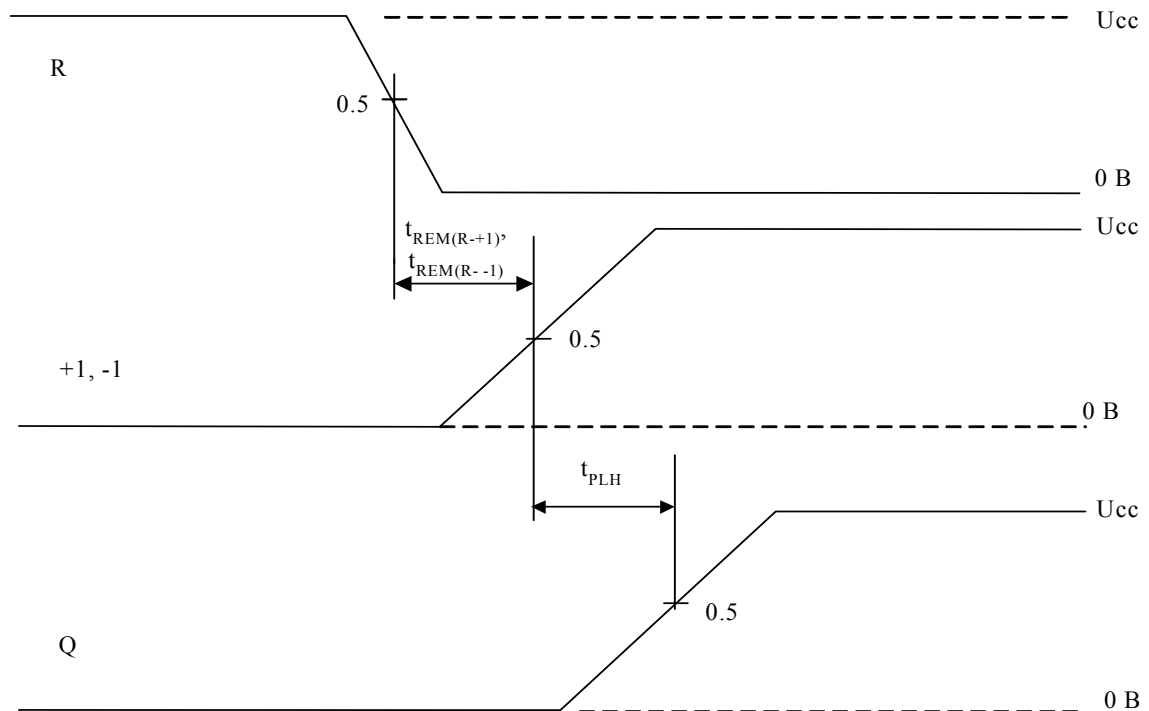 Ucc
R
0.5
0 В
Ucc
t_REM(R-+1),
t_REM(R- -1)
0.5
+1, -1
0 В
t_PLH
Ucc
0.5
Q
0 В